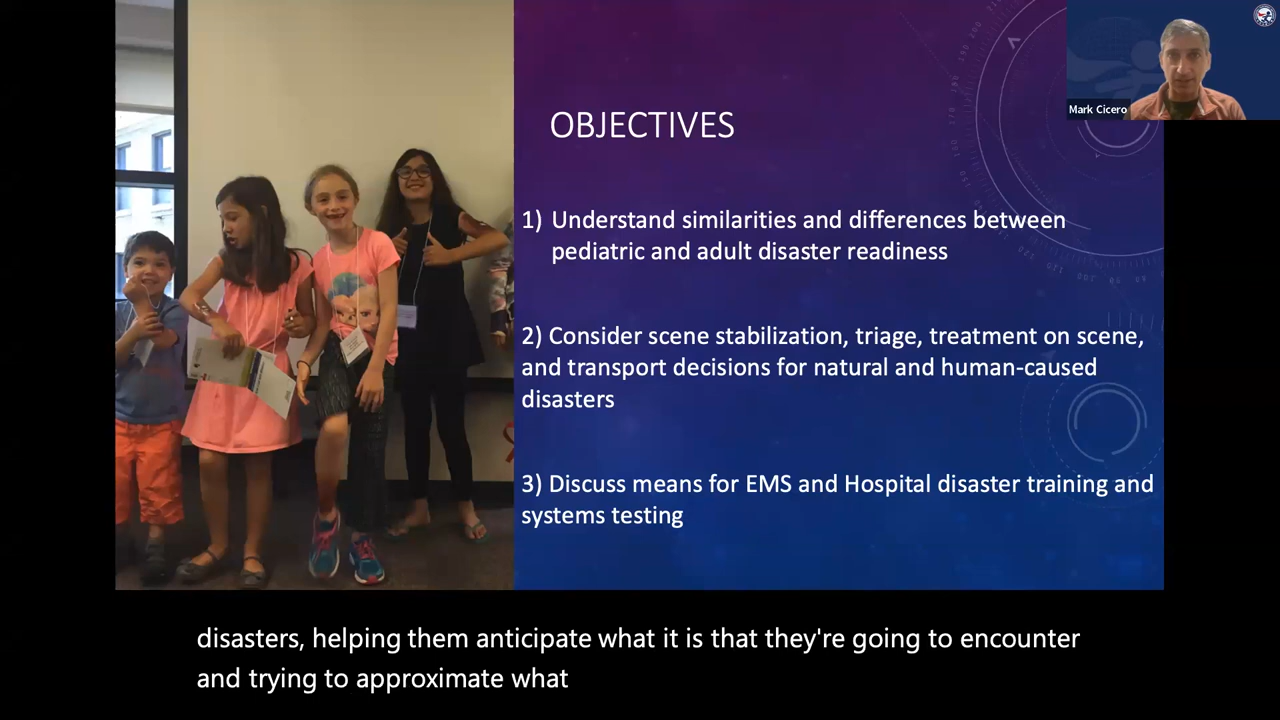 Mark Cicero
OBJECTIVES
1) Understand similarities and differences between
pediatric and adult disaster readiness
2) Consider scene stabilization, triage, treatment on scene,
and transport decisions for natural and human-caused
disasters
3) Discuss means for EMS and Hospital disaster training and
systems testing
disasters, helping them anticipate what it is that they're going to encounter
and trying to approximate what